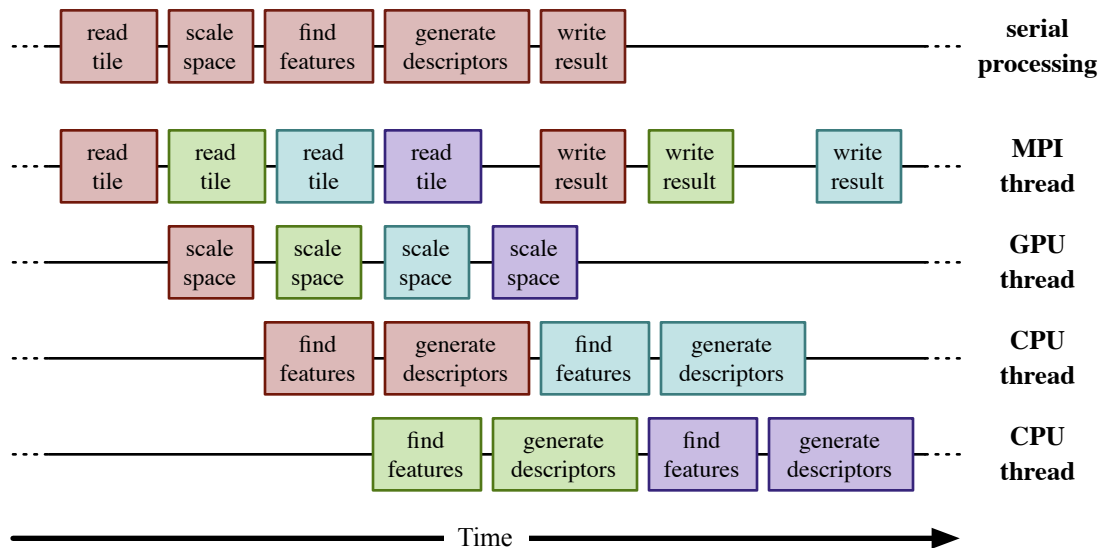 read
tile
scale
space
find
features
generate
descriptors
write
result
serial
processing
read
tile
read
tile
read
tile
read
tile
write
result
write
result
write
result
MPI
thread
scale
space
scale
space
scale
space
scale
space
GPU
thread
find
features
generate
descriptors
find
features
generate
descriptors
CPU
thread
find
features
generate
descriptors
find
features
generate
descriptors
CPU
thread
Time